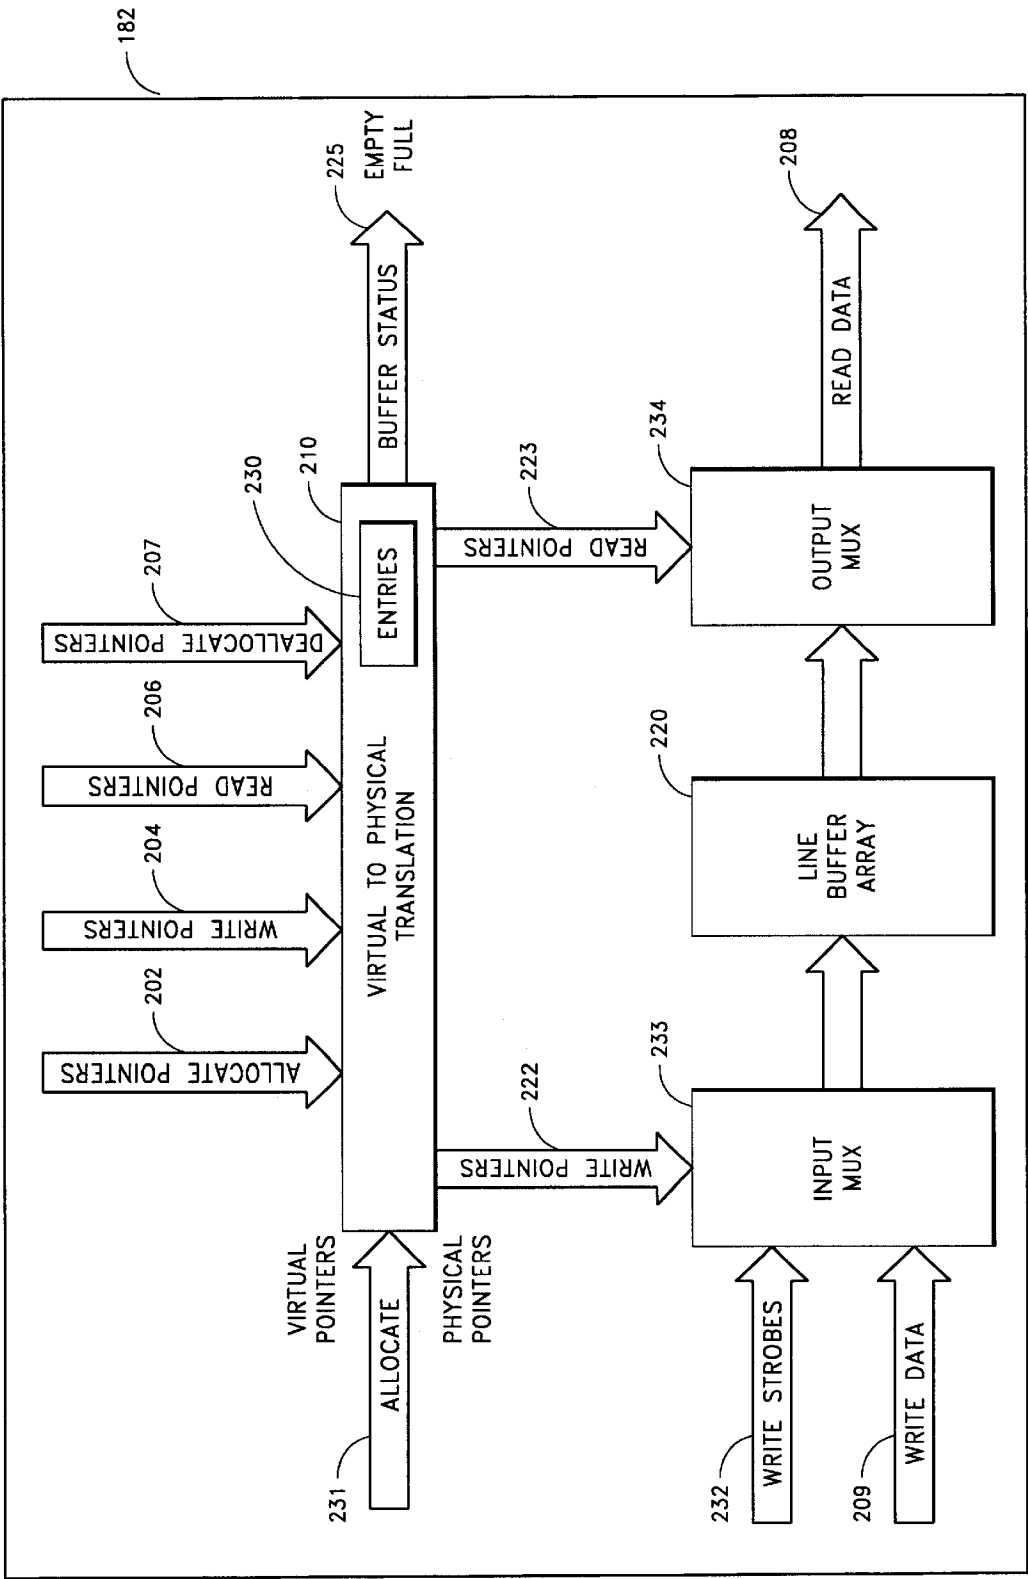 182
202
ALLOCATE POINTERS
204
WRITE POINTERS
206
READ POINTERS
207
DEALLOCATE POINTERS
VIRTUAL
POINTERS
231
ALLOCATE
PHYSICAL
POINTERS
VIRTUAL TO PHYSICAL
TRANSLATION
ENTRIES
230
210
BUFFER STATUS
225
EMPTY
FULL
222
WRITE POINTERS
223
READ POINTERS
232
WRITE STROBES
209
WRITE DATA
233
INPUT
MUX
220
LINE
BUFFER
ARRAY
234
OUTPUT
MUX
READ DATA
208